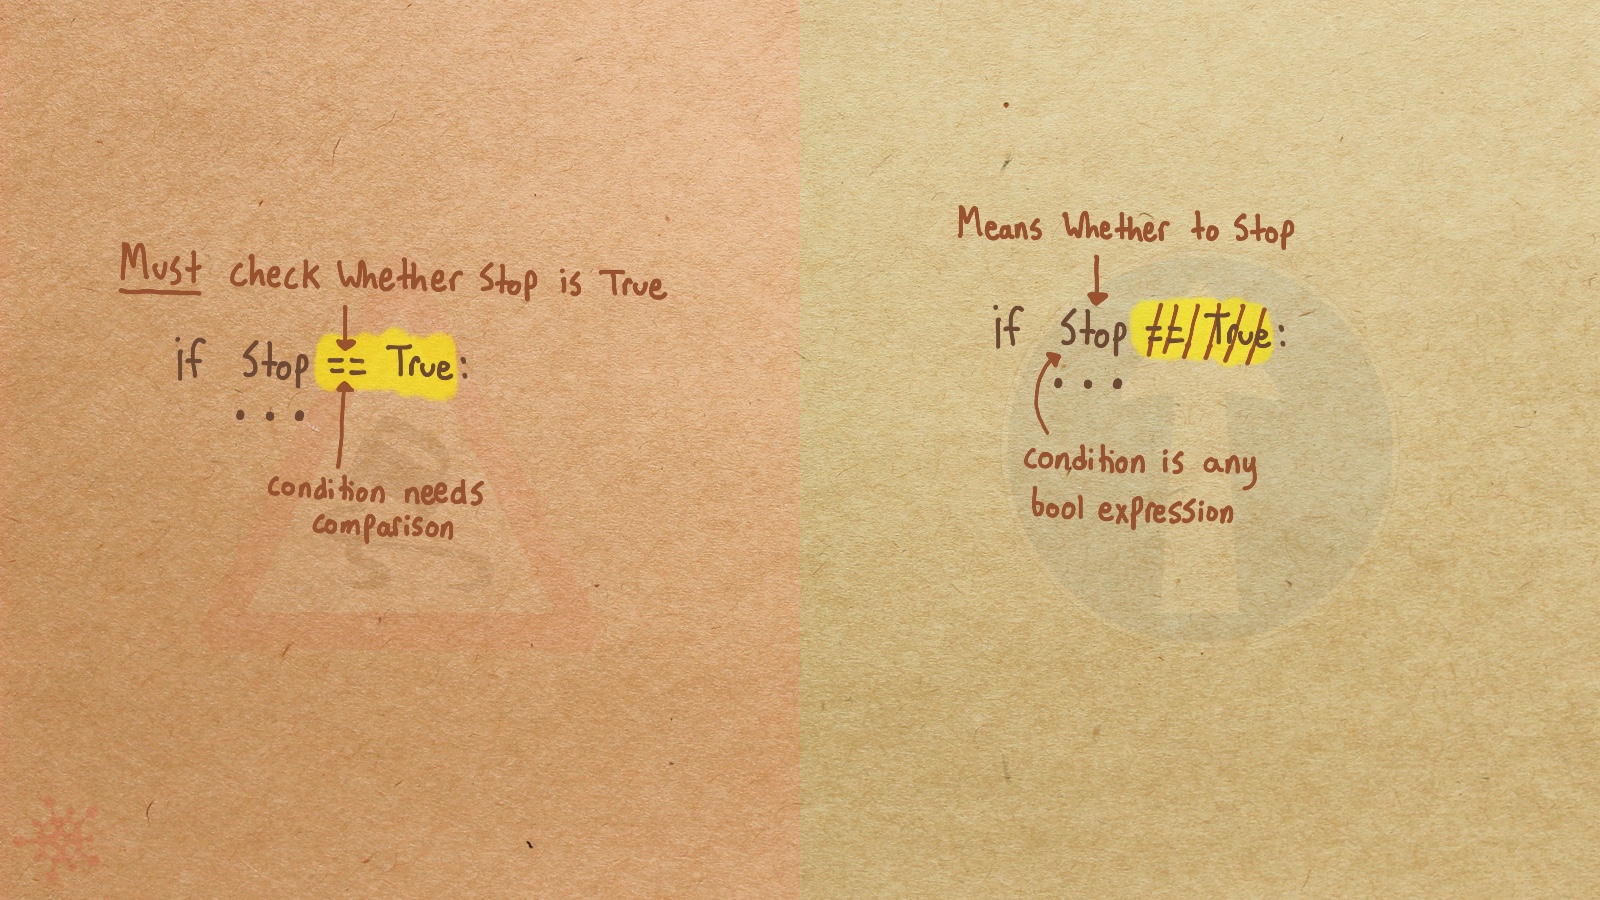 Must check whether stop is True
if stop == True:
...
condition needs
comparison
Means whether to stop
if stop == True:
...
condition is any
bool expression